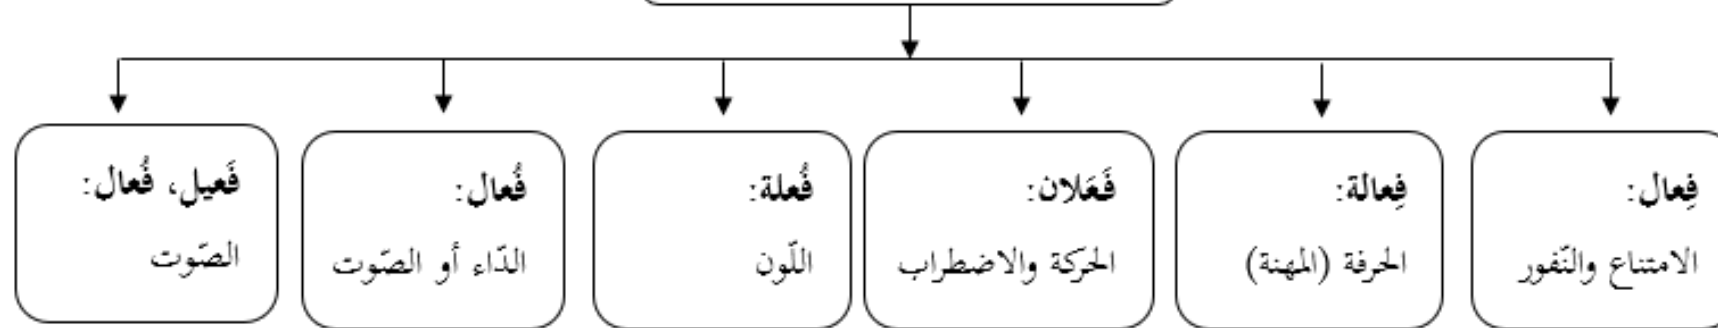 فِعال:
الامتناع والنّفور
فِعالة:
الحرفة (المهنة)
فَعَلان:
الحركة والاضطراب
فُعلة:
اللّون
فُعال:
الدّاء أو الصّوت
فَعيل، فُعال:
الصّوت